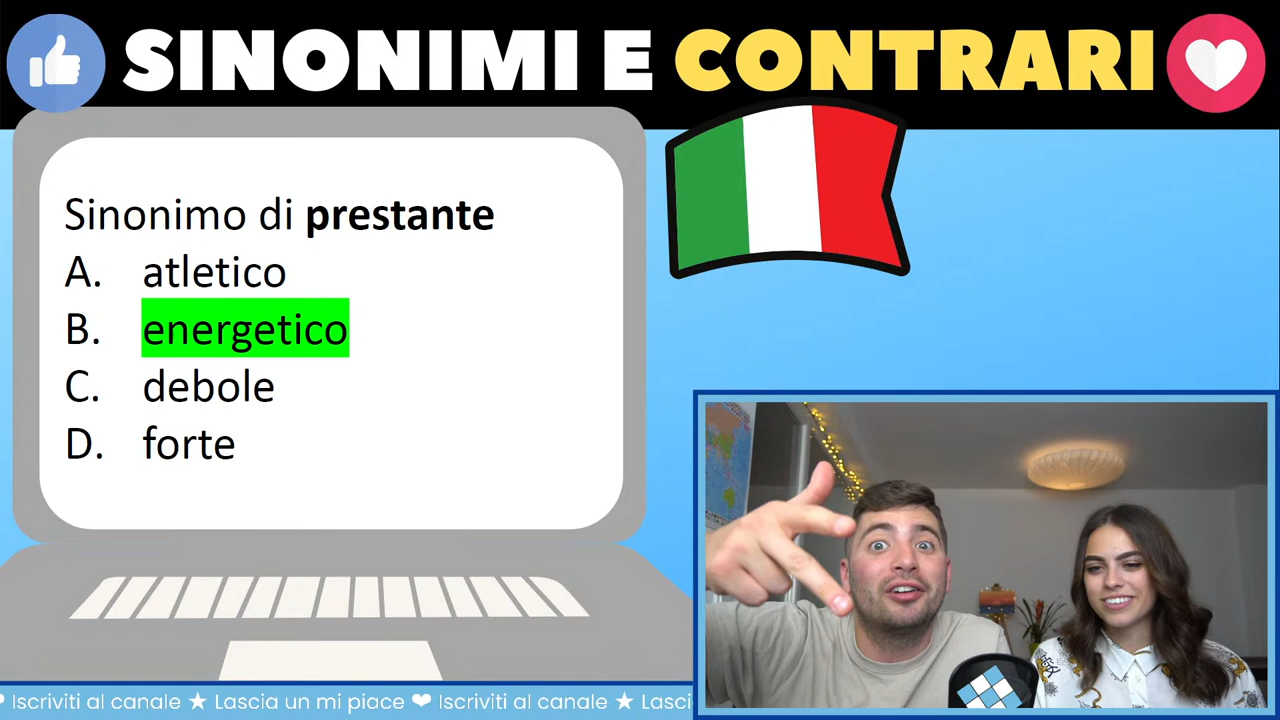 SINONIMI E CONTRARI
Sinonimo di prestante
A. atletico
B. energetico
C. debole
D. forte
Iscriviti al canale ★ Lascia un mi piace ❤ Iscriviti al canale ★ Lasci